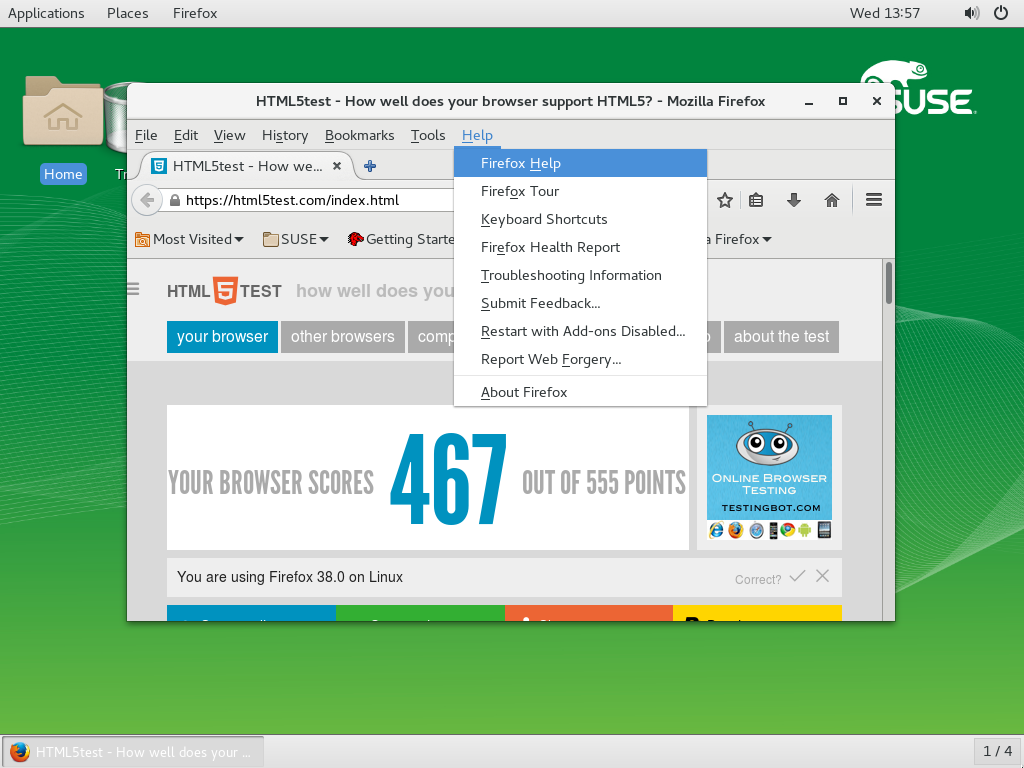 Applications Places Firefox Wed 13:57
SUSE
HTML5test - How well does your browser support HTML5? - Mozilla Firefox
File Edit View History Bookmarks Tools Help
HTML5test - How we...
Home
Firefox Help
Firefox Tour
https://html5test.com/index.html
Keyboard Shortcuts
Most Visited SUSE Getting Starte Firefox
Firefox Health Report
Troubleshooting Information
HTML 5 TEST how well does you
Submit Feedback...
your browser other browsers about the test
Restart with Add-ons Disabled...
Report Web Forgery...
About Firefox
YOUR BROWSER SCORES 467 OUT OF 555 POINTS
ONLINE BROWSER
TESTING
TESTINGBOT.COM
You are using Firefox 38.0 on Linux Correct?
HTML5test - How well does your ... 1 / 4